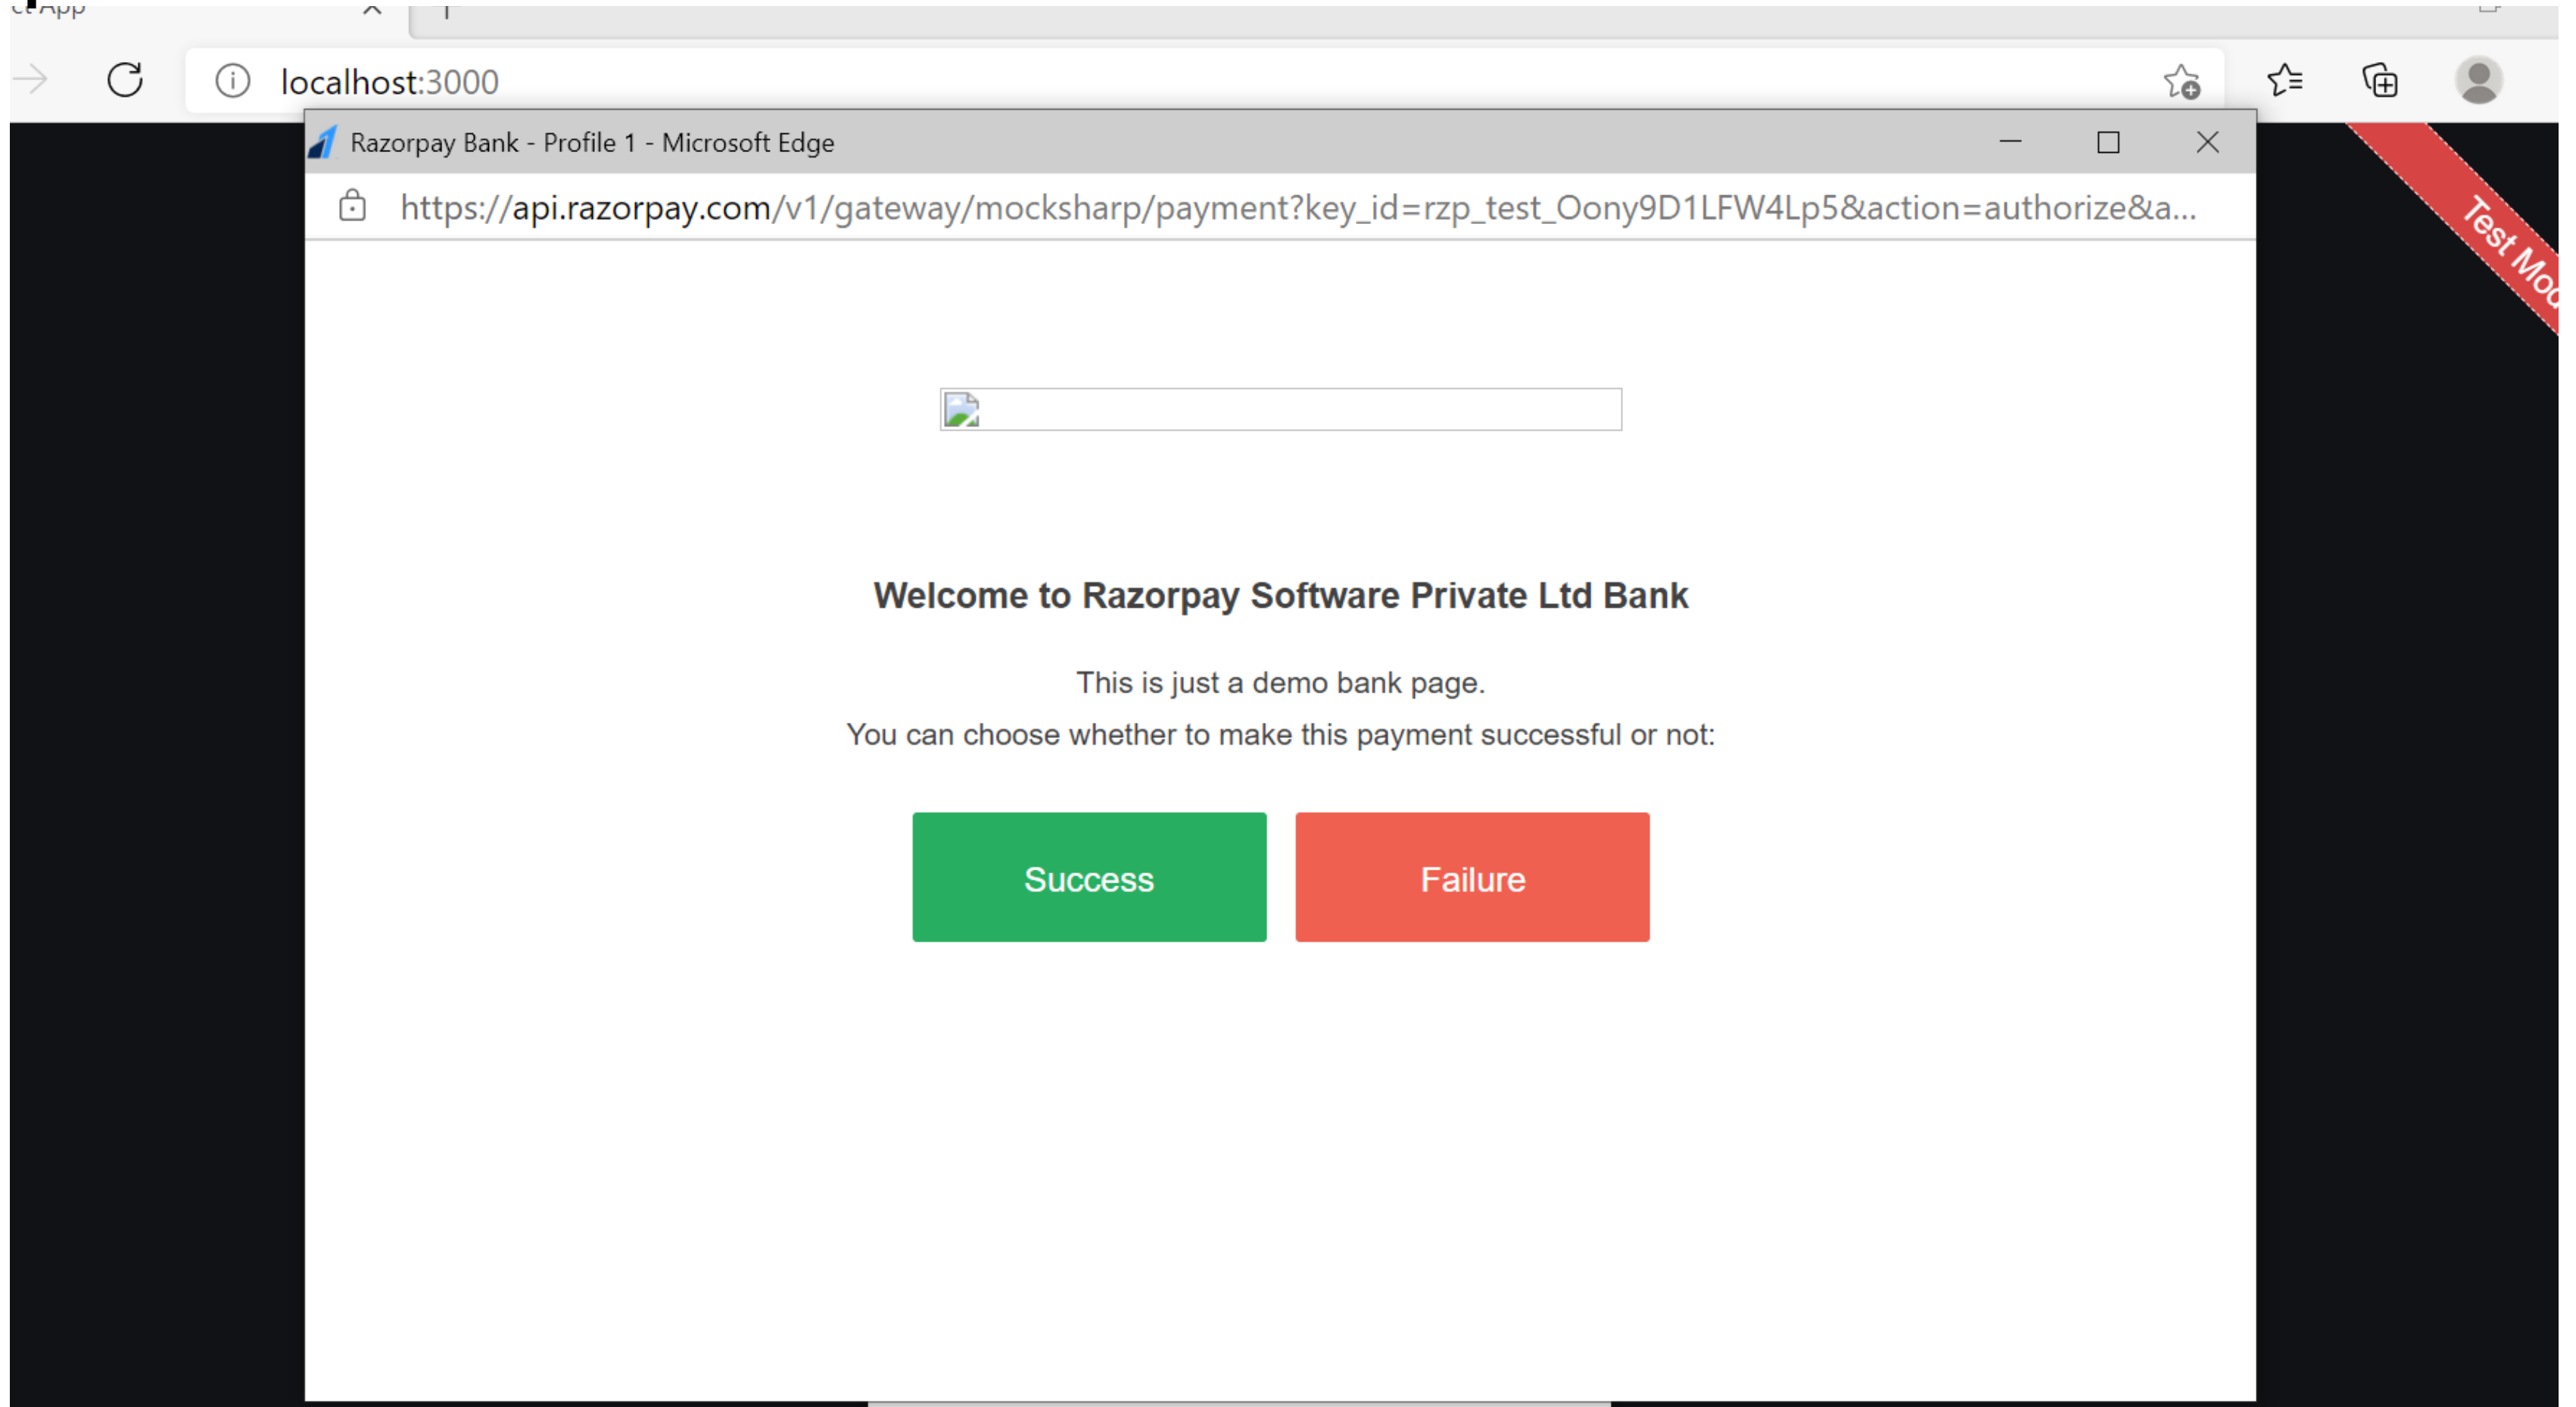 ct App
localhost:3000
Razorpay Bank - Profile 1 - Microsoft Edge
https://api.razorpay.com/v1/gateway/mocksharp/payment?key_id=rzp_test_Oony9D1LFW4Lp5&action=authorize&a...
Test Mod
Welcome to Razorpay Software Private Ltd Bank
This is just a demo bank page.
You can choose whether to make this payment successful or not:
Success
Failure